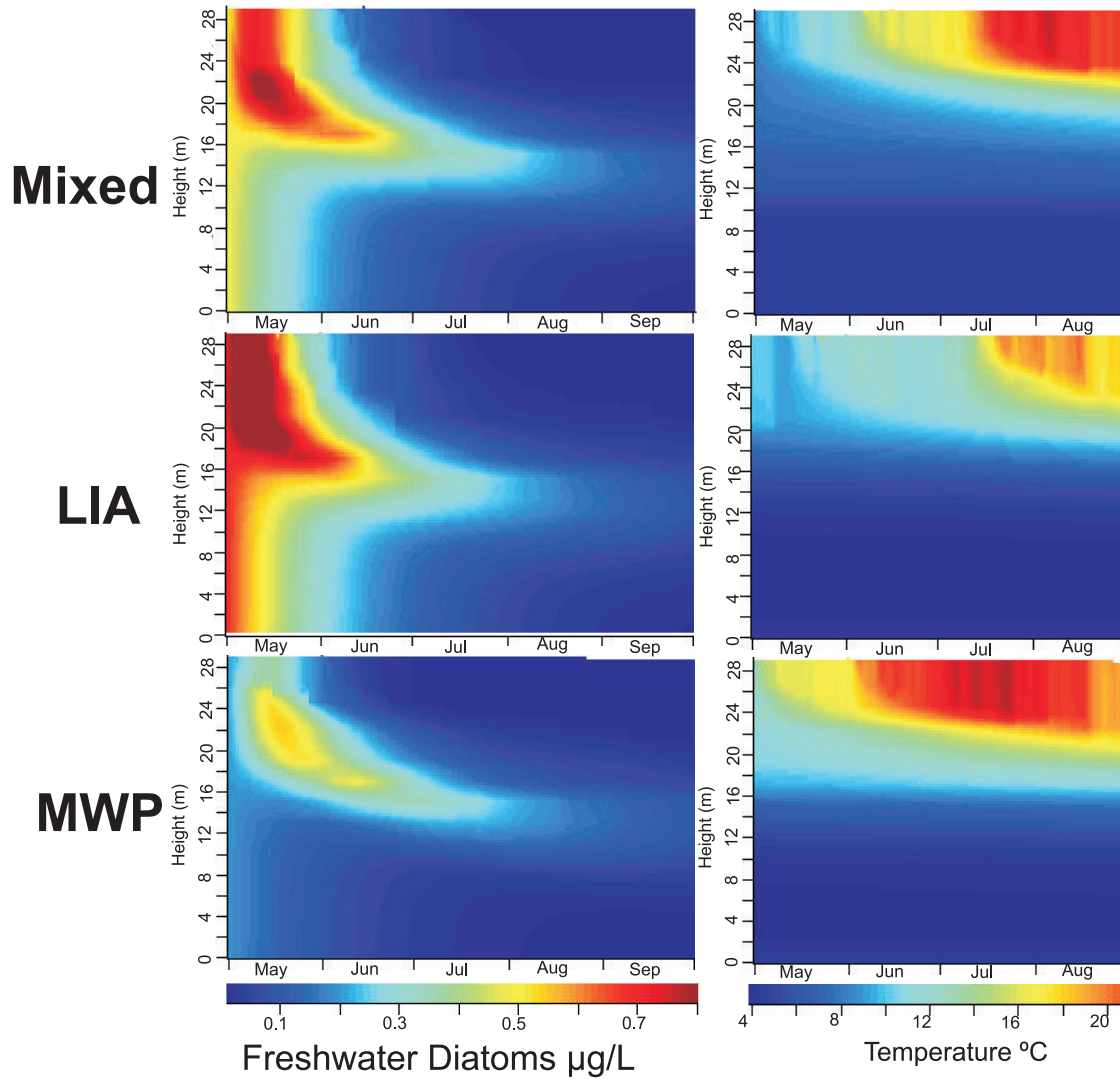 Mixed
Height (m)
28
24
20
16
12
8
4
0
May Jun Jul Aug Sep
Height (m)
28
24
20
16
12
8
4
0
May Jun Jul Aug
LIA
Height (m)
28
24
20
16
12
8
4
0
May Jun Jul Aug Sep
Height (m)
28
24
20
16
12
8
4
0
May Jun Jul Aug
MWP
Height (m)
28
24
20
16
12
8
4
0
May Jun Jul Aug Sep
Height (m)
28
24
20
16
12
8
4
0
May Jun Jul Aug
0.1 0.3 0.5 0.7
Freshwater Diatoms µg/L
4 8 12 16 20
Temperature ºC